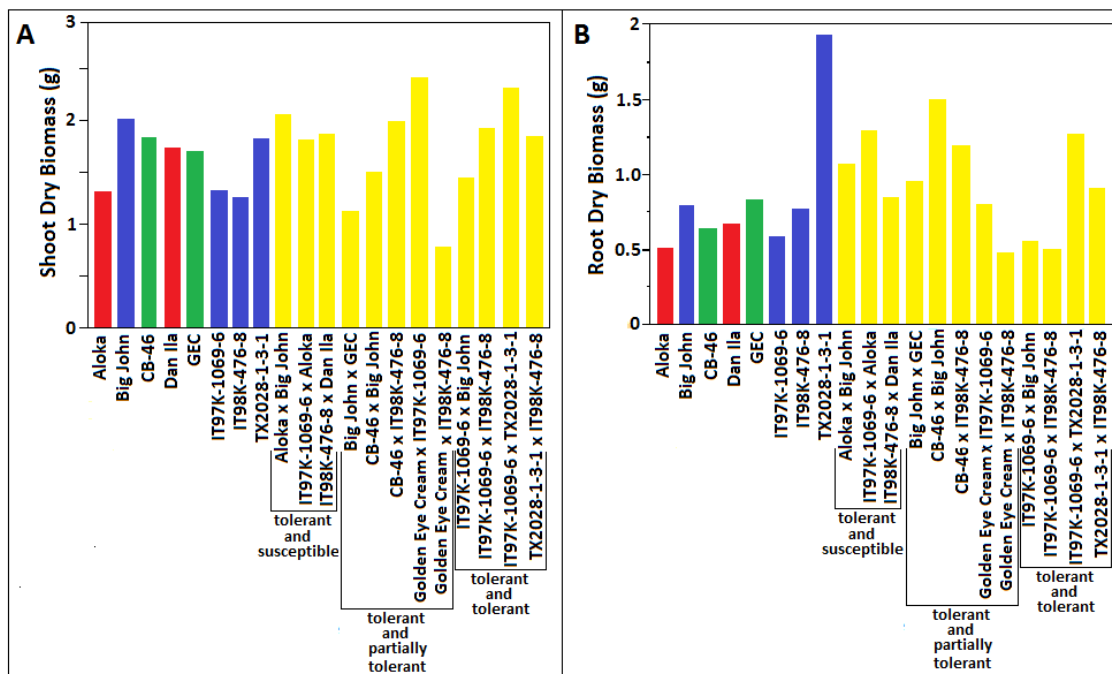 A
Shoot Dry Biomass (g)
3
2
1
0
Aloka
Big John
CB-46
Dan Ila
GEC
IT97K-1069-6
IT98K-476-8
TX2028-1-3-1
Aloka x Big John
IT97K-1069-6 x Aloka
IT98K-476-8 x Dan Ila
Big John x GEC
CB-46 x Big John
CB-46 x IT98K-476-8
Golden Eye Cream x IT97K-1069-6
Golden Eye Cream x IT98K-476-8
IT97K-1069-6 x Big John
IT97K-1069-6 x IT98K-476-8
IT97K-1069-6 x TX2028-1-3-1
TX2028-1-3-1 x IT98K-476-8
tolerant
and
susceptible
tolerant
and
partially
tolerant
tolerant
and
tolerant
B
Root Dry Biomass (g)
2
1.5
1.0
0.5
0
Aloka
Big John
CB-46
Dan Ila
GEC
IT97K-1069-6
IT98K-476-8
TX2028-1-3-1
Aloka x Big John
IT97K-1069-6 x Aloka
IT98K-476-8 x Dan Ila
Big John x GEC
CB-46 x Big John
CB-46 x IT98K-476-8
Golden Eye Cream x IT97K-1069-6
Golden Eye Cream x IT98K-476-8
IT97K-1069-6 x Big John
IT97K-1069-6 x IT98K-476-8
IT97K-1069-6 x TX2028-1-3-1
TX2028-1-3-1 x IT98K-476-8
tolerant
and
susceptible
tolerant
and
partially
tolerant
tolerant
and
tolerant